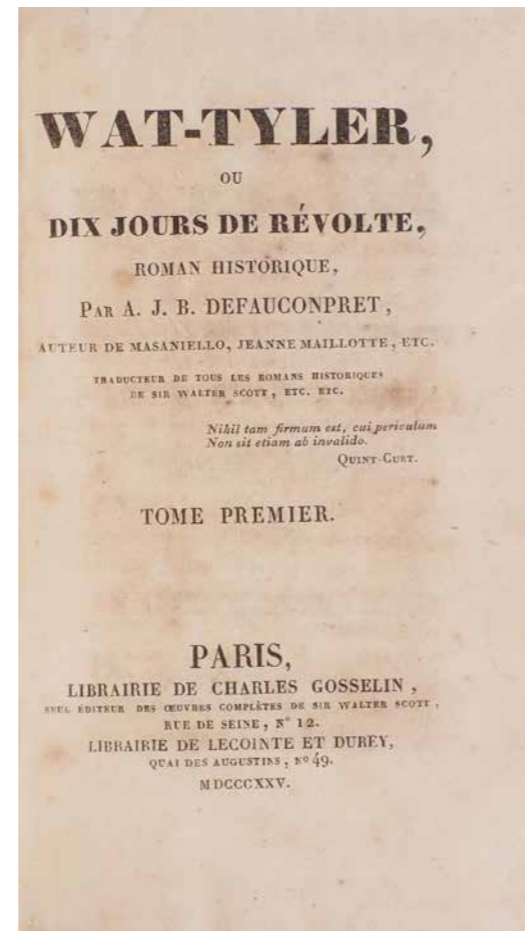 WAT-TYLER,
OU
DIX JOURS DE RÉVOLTE,
ROMAN HISTORIQUE,
PAR A. J. B. DEFAUCONPRET,
AUTEUR DE MASANIELLO, JEANNE MAILLOTTE, ETC.
TRADUCTEUR DE TOUS LES ROMANS HISTORIQUES
DE SIR WALTER SCOTT, ETC. ETC.
Nihil tam firmum est, cui periculum
Non sit etiam ab invalido.
QUINT-CURT.
TOME PREMIER.
PARIS,
LIBRAIRIE DE CHARLES GOSSELIN,
SEUL ÉDITEUR DES ŒUVRES COMPLÈTES DE SIR WALTER SCOTT,
RUE DE SEINE, N° 12.
LIBRAIRIE DE LECOINTE ET DUREY,
QUAI DES AUGUSTINS, N° 49.
MDCCCXXV.